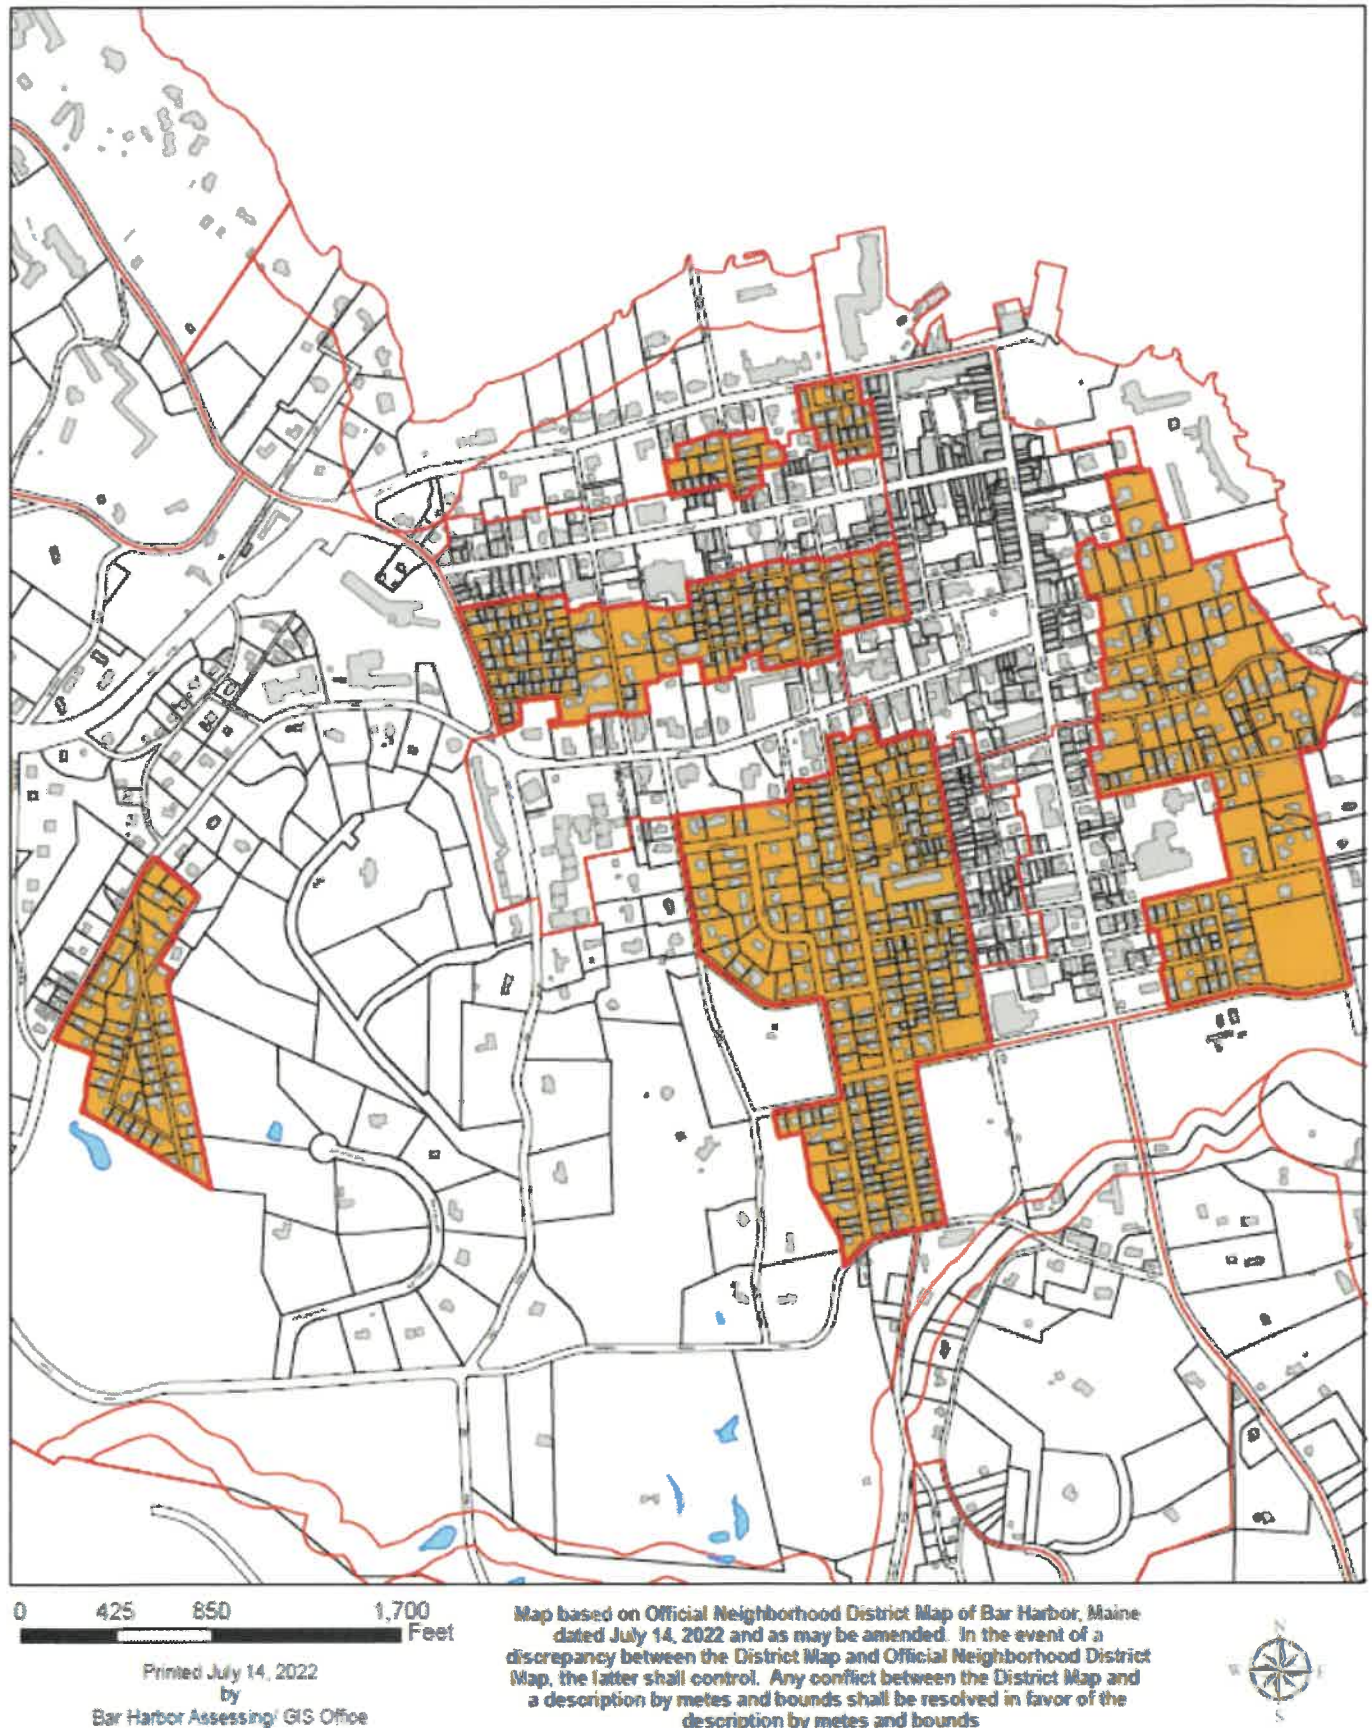 0 425 850 1,700
Feet
Printed July 14, 2022
by
Bar Harbor Assessing/ GIS Office
Map based on Official Neighborhood District Map of Bar Harbor, Maine
dated July 14, 2022 and as may be amended. In the event of a
discrepancy between the District Map and Official Neighborhood District
Map, the latter shall control. Any conflict between the District Map and
a description by metes and bounds shall be resolved in favor of the
description by metes and bounds
N
W E
S